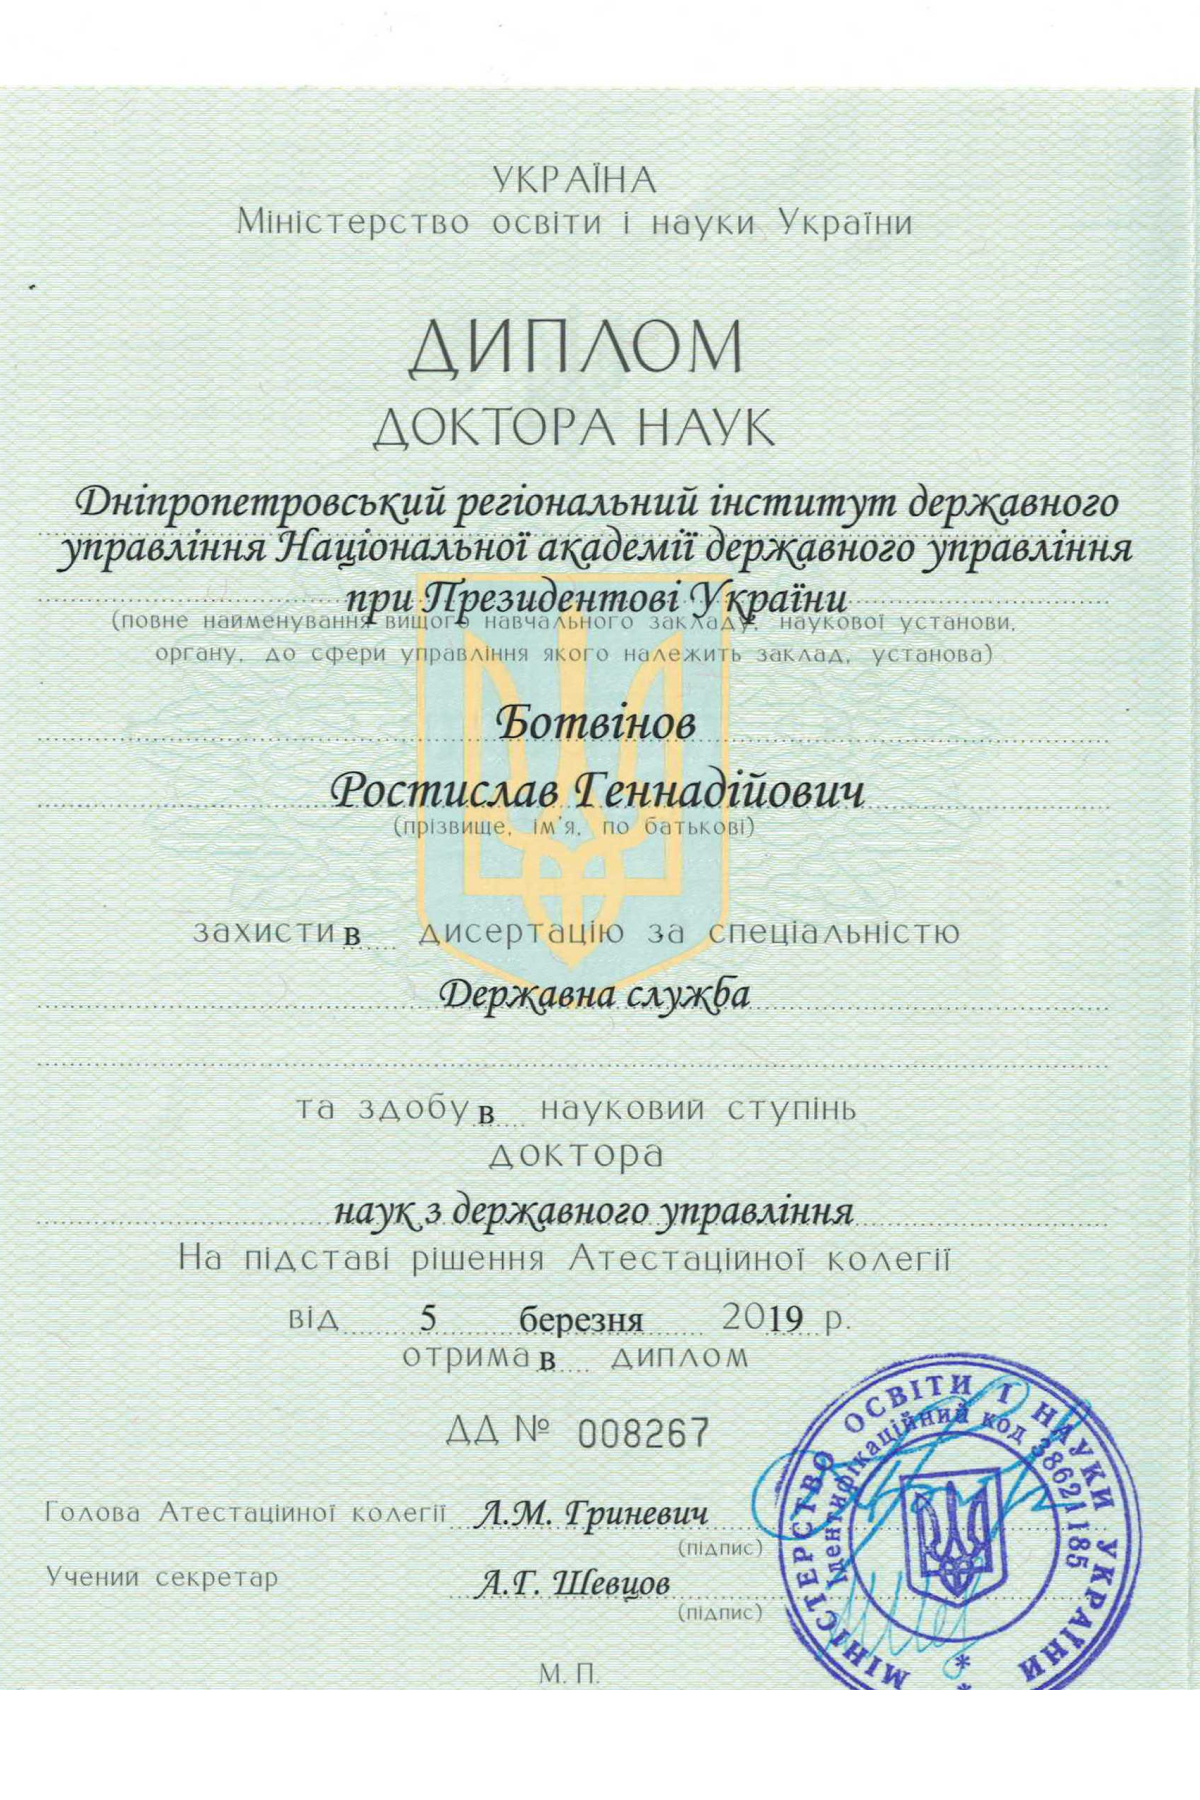 УКРАЇНА
Міністерство освіти і науки України
ДИПЛОМ
ДОКТОРА НАУК
Дніпропетровський регіональний інститут державного
управління Національної академії державного управління
при Президентові України
(повне найменування вищого навчального закладу, наукової установи,
органу, до сфери управління якого належить заклад, установа)
Ботвінов
Ростислав Геннадійович
(прізвище, ім'я, по батькові)
захистив дисертацію за спеціальністю
Державна служба
та здобув науковий ступінь
доктора
наук з державного управління
На підставі рішення Атестаційної колегії
від 5 березня 2019 р.
отримав диплом
ДД № 008267
Голова Атестаційної колегії Л.М. Гриневич
(підпис)
Учений секретар А.Г. Шевцов
(підпис)
М.П.
МІНІСТЕРСТВО ОСВІТИ І НАУКИ УКРАЇНИ
Ідентифікаційний код 38621185